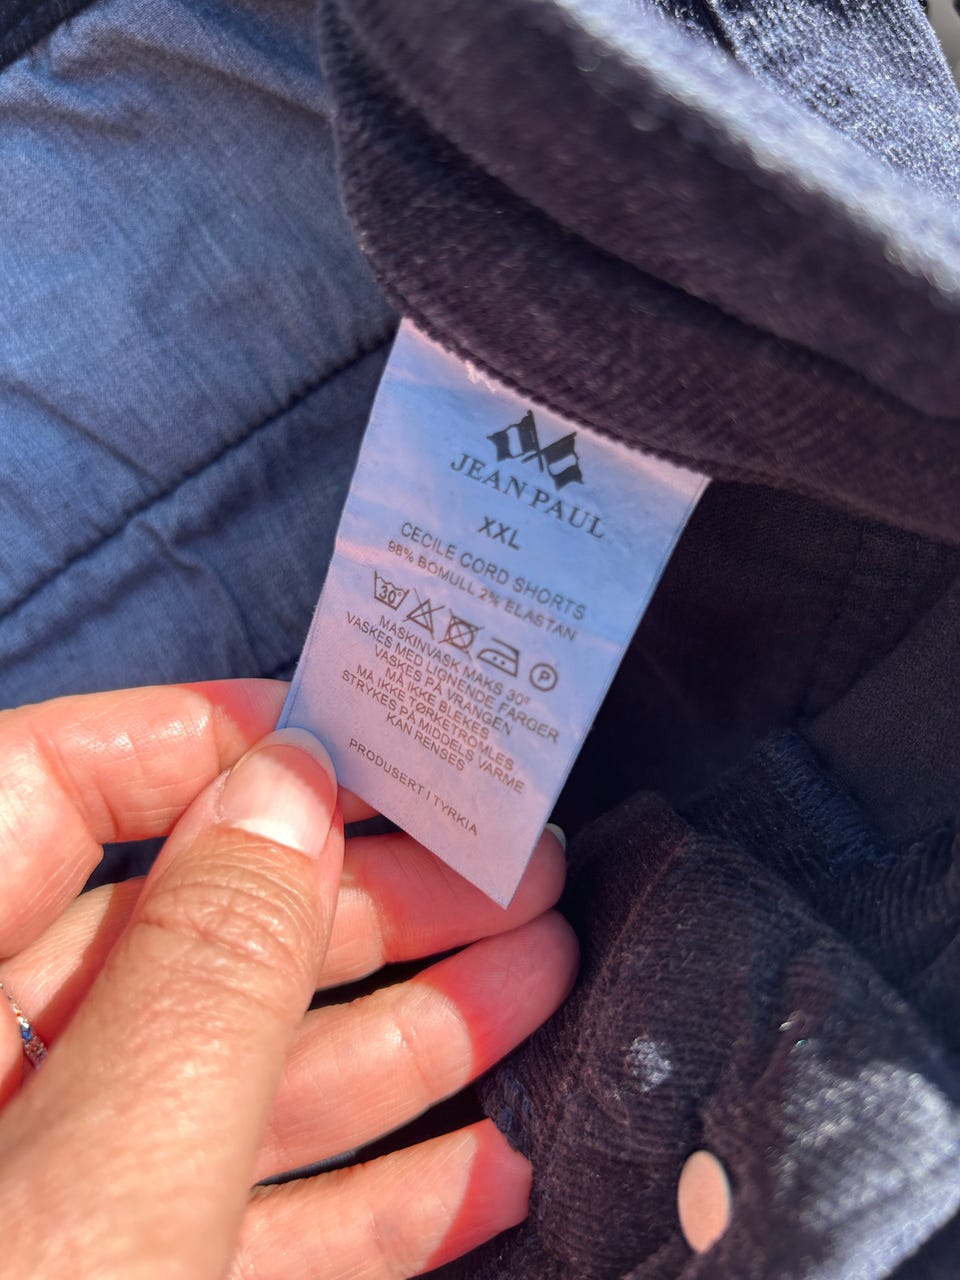 JEAN PAUL
XXL
CECILE CORD SHORTS
98% BOMULL 2% ELASTAN
30° P
MASKINVASK MAKS 30°
VASKES MED LIGNENDE FARGER
VASKES PÅ VRANGEN
MÅ IKKE BLEKES
MÅ IKKE TØRKETROMLES
STRYKES PÅ MIDDELS VARME
KAN RENSES
PRODUSERT I TYRKIA